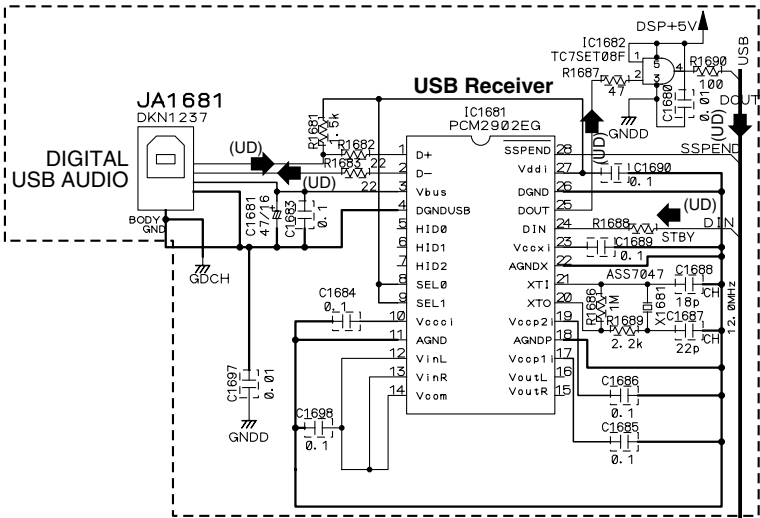 DSP+5V
USB
IC1682
TC7SET08F
1
5
4
R1690
100
R1687
47
2
3
C1680
0.01
GNDD
DOUT
(UD)
USB Receiver
JA1681
DKN1237
R1681
1.5k
IC1681
PCM2902EG
(UD)
SSPEND
DIGITAL
USB AUDIO
(UD)
R1682
22
R1683
22
(UD)
1 D+
2 D-
3 Vbus
4 DGNDUSB
5 HID0
6 HID1
7 HID2
8 SEL0
9 SEL1
10 Vccci
11 AGND
12 VinL
13 VinR
14 Vcom
SSPEND 28
Vddi 27
DGND 26
DOUT 25
DIN 24
Vccxi 23
AGNDX 22
XTI 21
XTO 20
Vccp2i 19
AGNDP 18
Vccp1i 17
VoutL 16
VoutR 15
C1690
0.1
(UD)
R1688
STBY
DIN
C1689
0.1
BODY
GND
C1681
47/16
C1683
0.1
GDCH
ASS7047
C1688
18p
CH
R1686
1M
X1681
12.0MHz
R1689
2.2k
C1687
22p
CH
C1684
0.1
C1697
0.01
GNDD
C1698
0.1
C1686
0.1
C1685
0.1